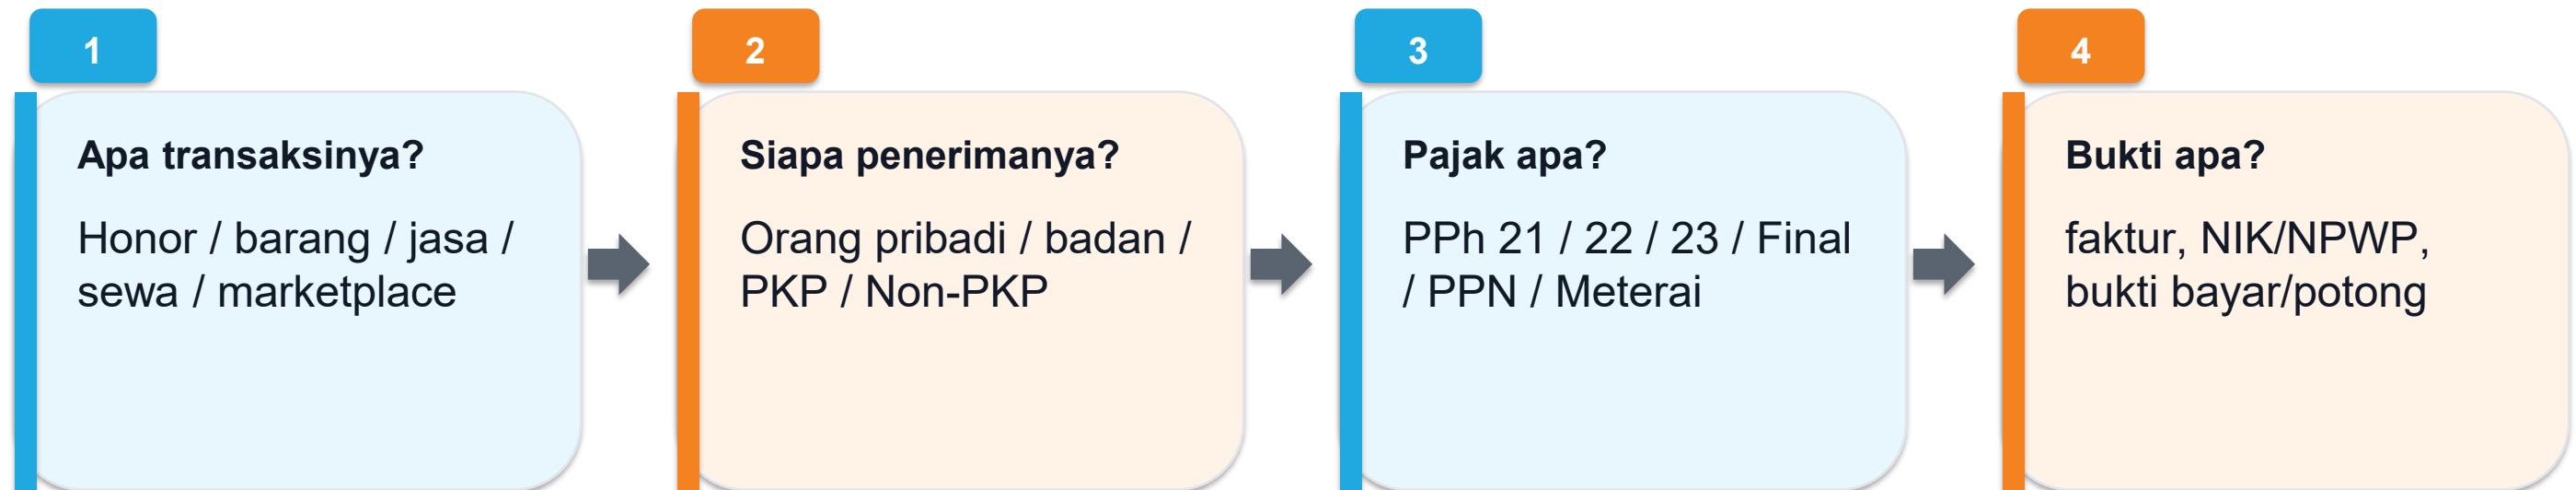 1
Apa transaksinya?
Honor / barang / jasa /
sewa / marketplace
2
Siapa penerimanya?
Orang pribadi / badan /
PKP / Non-PKP
3
Pajak apa?
PPh 21 / 22 / 23 / Final
/ PPN / Meterai
4
Bukti apa?
faktur, NIK/NPWP,
bukti bayar/potong